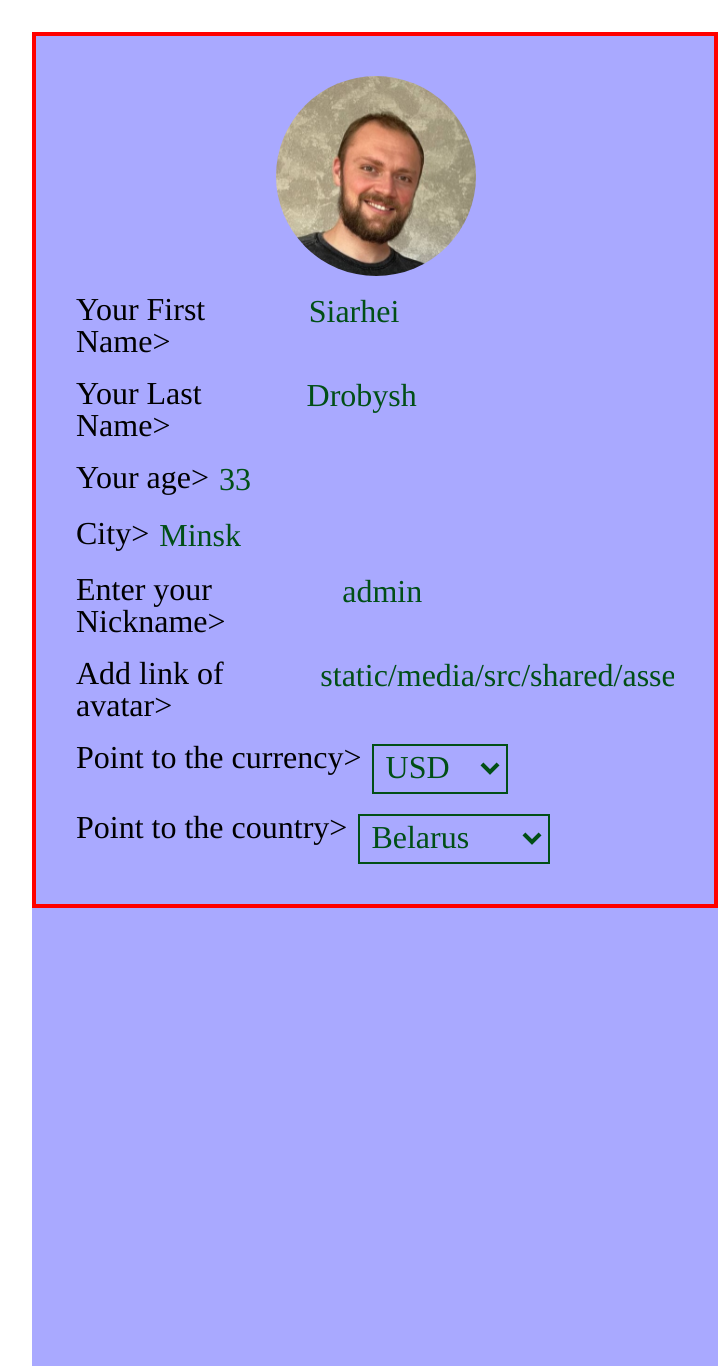 Your First Siarhei
Name>
Your Last Drobysh
Name>
Your age> 33
City> Minsk
Enter your admin
Nickname>
Add link of static/media/src/shared/asse
avatar>
Point to the currency> USD
Point to the country> Belarus